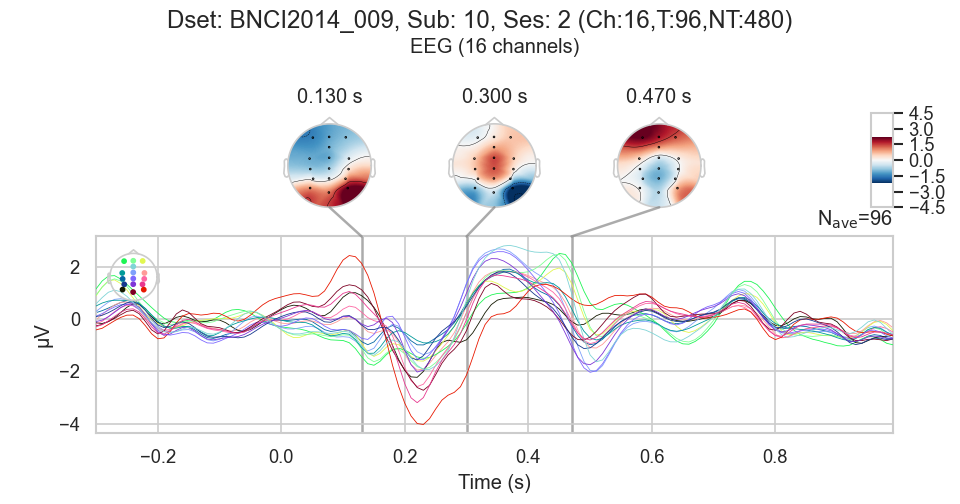 Dset: BNCI2014_009, Sub: 10, Ses: 2 (Ch:16,T:96,NT:480)
EEG (16 channels)
0.130 s 0.300 s 0.470 s
4.5
3.0
1.5
0.0
−1.5
−3.0
−4.5
Nave=96
2
0
−2
−4
µV
−0.2 0.0 0.2 0.4 0.6 0.8
Time (s)